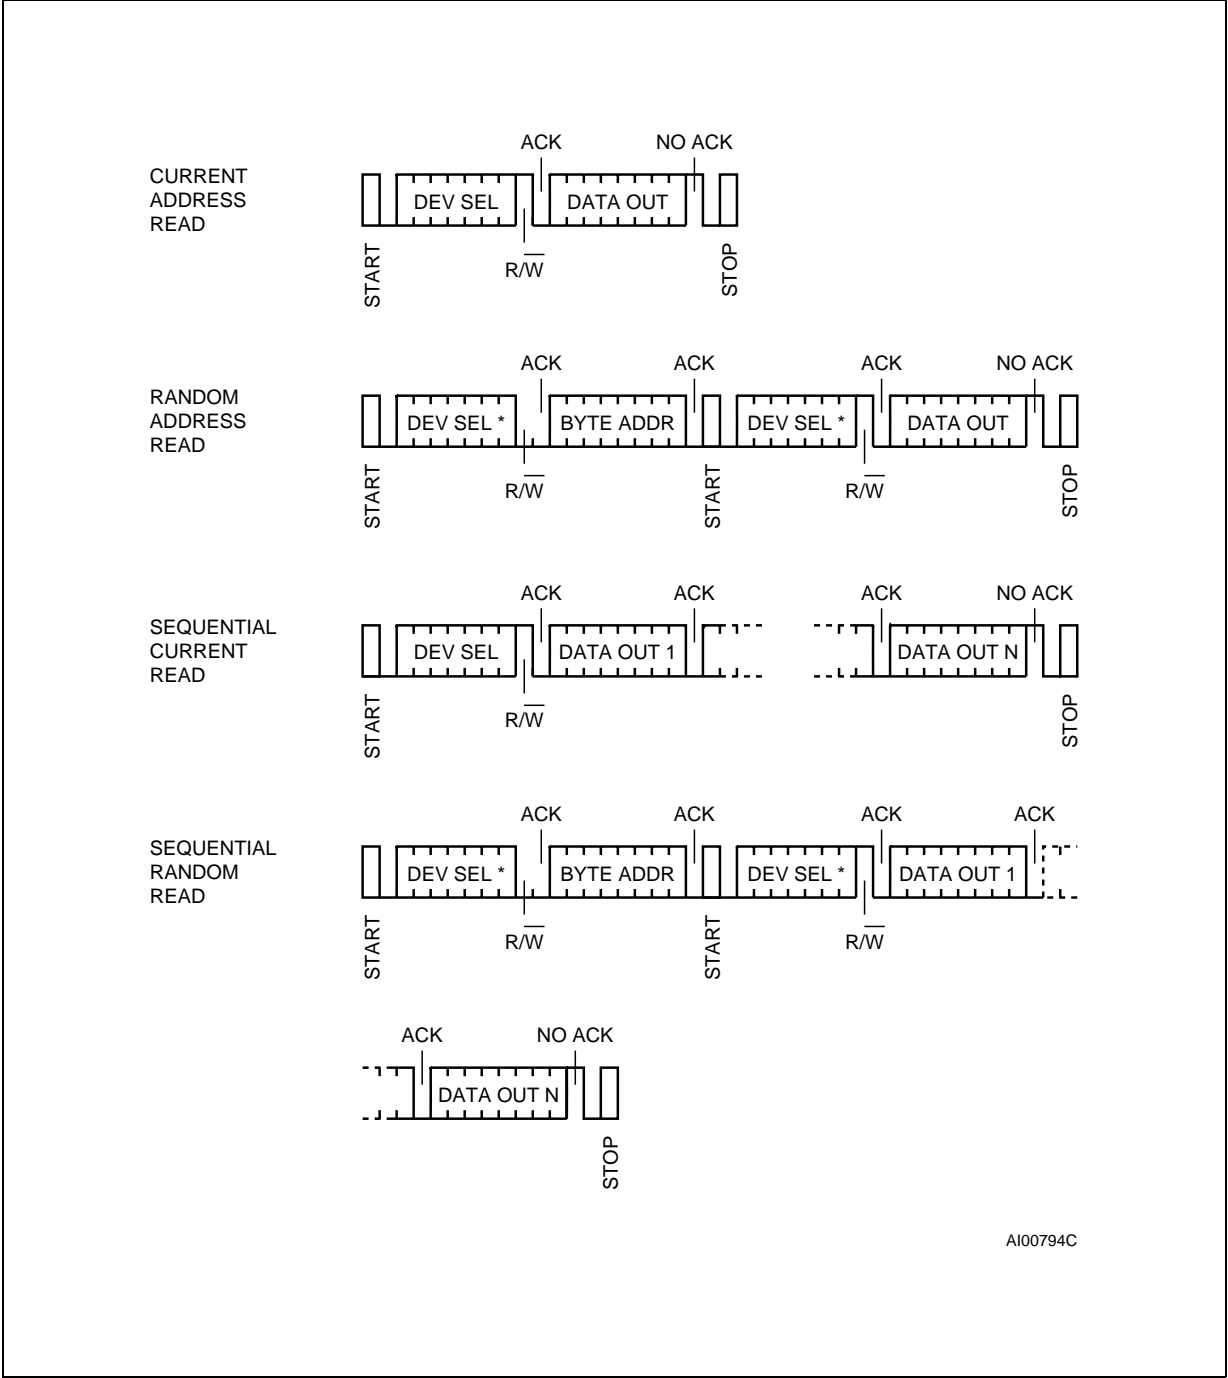 ACK NO ACK
CURRENT
ADDRESS
READ
DEV SEL DATA OUT
START R/W STOP
ACK ACK ACK NO ACK
RANDOM
ADDRESS
READ
DEV SEL * BYTE ADDR DEV SEL * DATA OUT
START R/W START R/W STOP
ACK ACK ACK NO ACK
SEQUENTIAL
CURRENT
READ
DEV SEL DATA OUT 1 DATA OUT N
START R/W STOP
ACK ACK ACK ACK
SEQUENTIAL
RANDOM
READ
DEV SEL * BYTE ADDR DEV SEL * DATA OUT 1
START R/W START R/W
ACK NO ACK
DATA OUT N
STOP
AI00794C